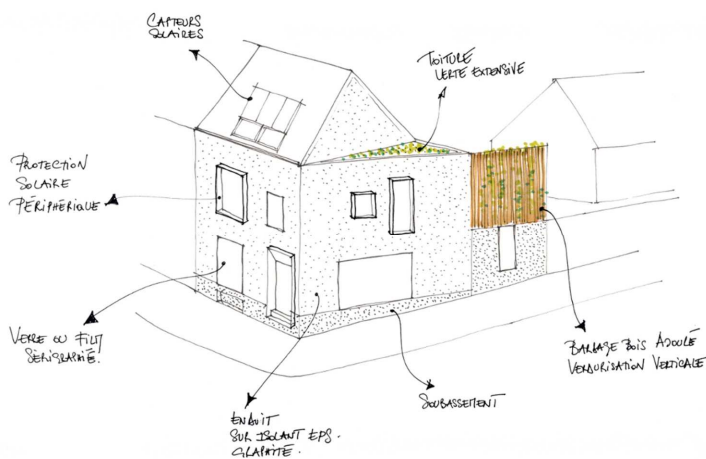 CAPTEURS
SOLAIRES
TOITURE
VERTE EXTENSIVE
PROTECTION
SOLAIRE
PÉRIPHÉRIQUE
VERRE OU FILM
SÉRIGRAPHIÉ.
ENDUIT
SUR ISOLANT EPS.
GRAPHITÉ.
SOUBASSEMENT
BARDAGE BOIS AJOURÉ
VERDURISATION VERTICALE